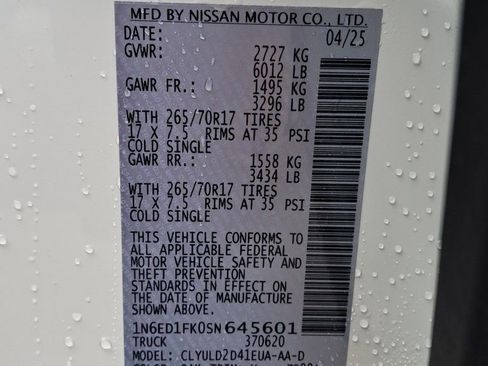 MFD BY NISSAN MOTOR CO., LTD.
DATE: 04/25
GVWR: 2727 KG
6012 LB
GAWR FR.: 1495 KG
3296 LB
WITH 265/70R17 TIRES
17 X 7.5 RIMS AT 35 PSI
COLD SINGLE
GAWR RR.: 1558 KG
3434 LB
WITH 265/70R17 TIRES
17 X 7.5 RIMS AT 35 PSI
COLD SINGLE
THIS VEHICLE CONFORMS TO
ALL APPLICABLE FEDERAL
MOTOR VEHICLE SAFETY AND
THEFT PREVENTION
STANDARDS IN EFFECT ON
THE DATE OF MANUFACTURE
SHOWN ABOVE.
1N6ED1FK0SN645601
TRUCK 370620
MODEL: CLYULD2D41EUA-AA-D